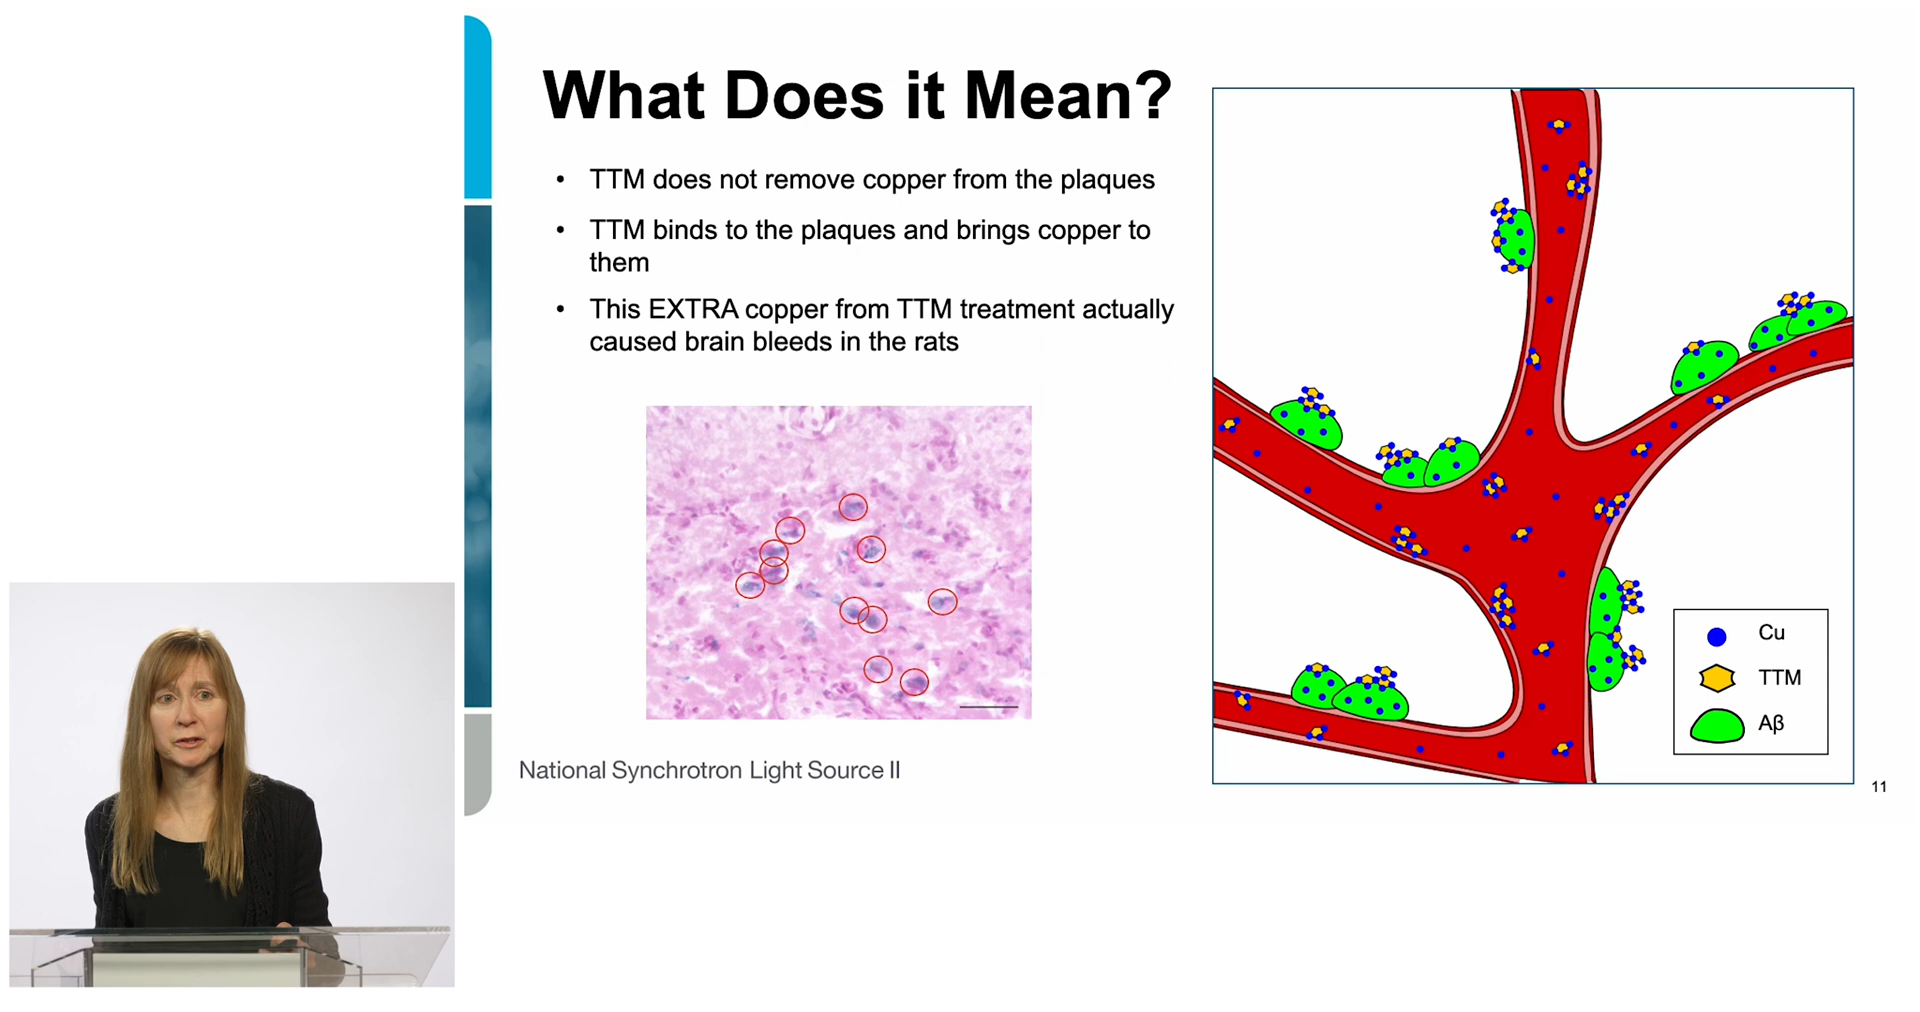 What Does it Mean?
• TTM does not remove copper from the plaques
• TTM binds to the plaques and brings copper to
them
• This EXTRA copper from TTM treatment actually
caused brain bleeds in the rats
National Synchrotron Light Source II
Cu
TTM
Aβ
11